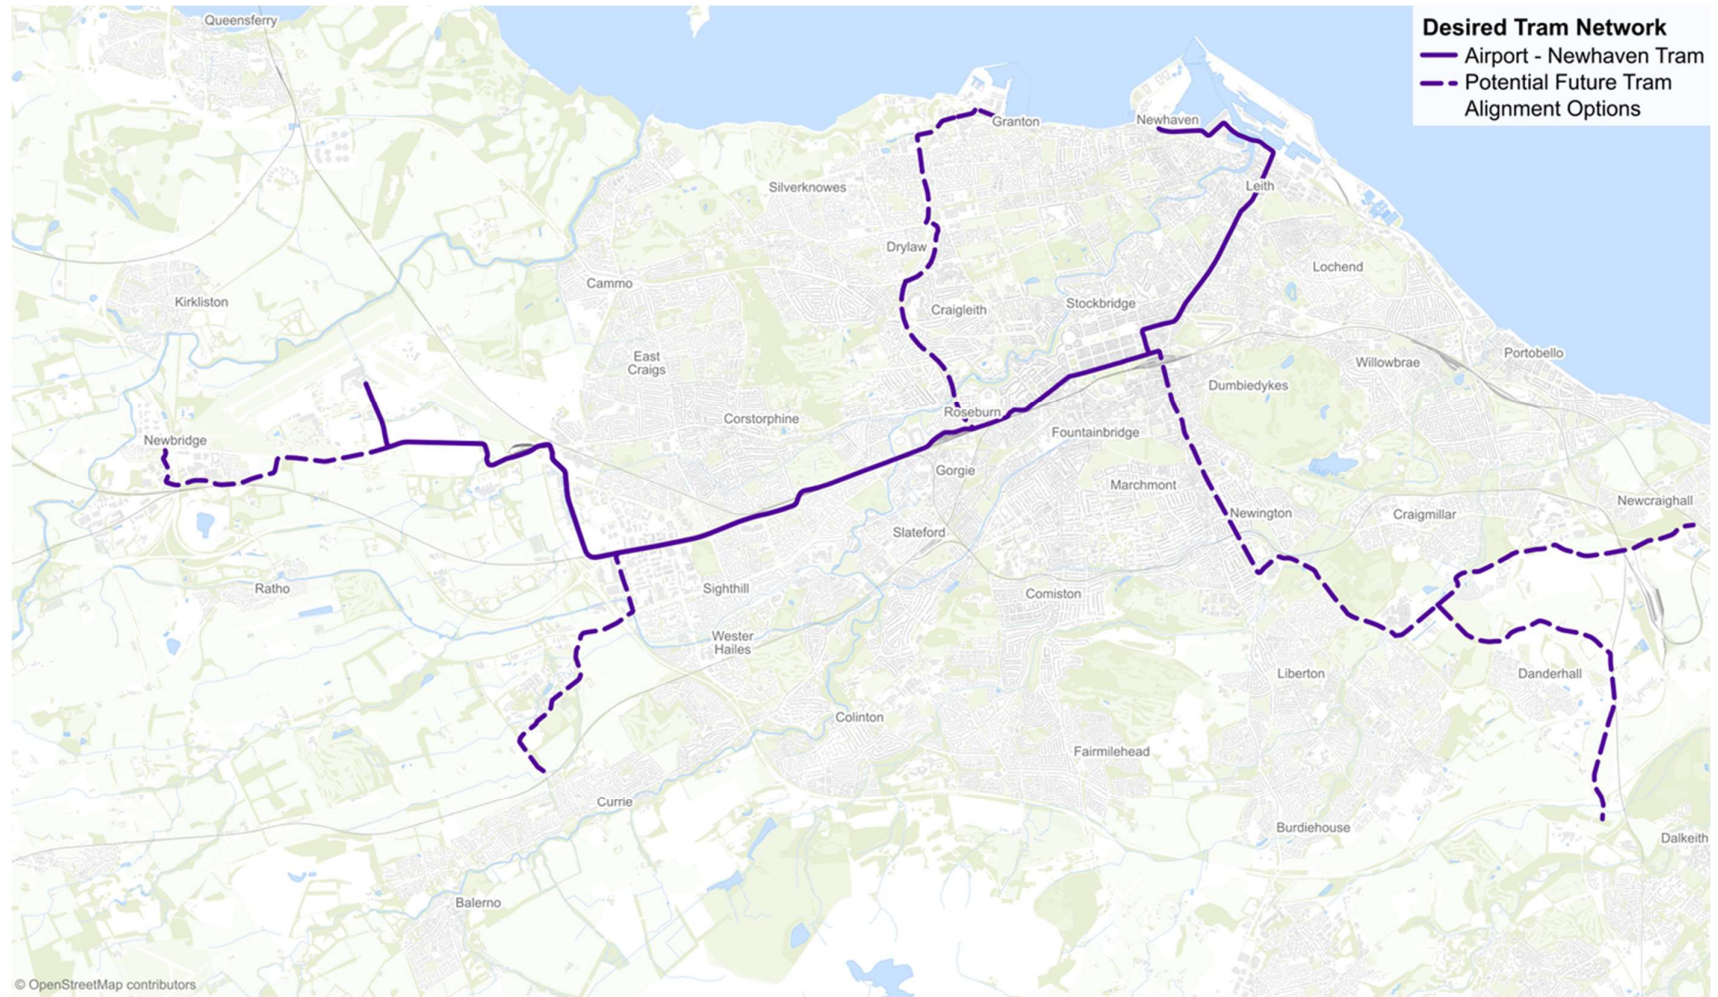 Desired Tram Network
Airport - Newhaven Tram
Potential Future Tram
Alignment Options
Queensferry
Granton
Newhaven
Silverknowes
Leith
Drylaw
Lochend
Cammo
Kirkliston
Craigleith
Stockbridge
East
Craigs
Willowbrae
Portobello
Dumbiedykes
Corstorphine
Roseburn
Fountainbridge
Newbridge
Gorgie
Marchmont
Newington
Craigmillar
Newcraighall
Slateford
Ratho
Sighthill
Comiston
Wester
Hailes
Liberton
Danderhall
Colinton
Fairmilehead
Currie
Burdiehouse
Dalkeith
Balerno
© OpenStreetMap contributors